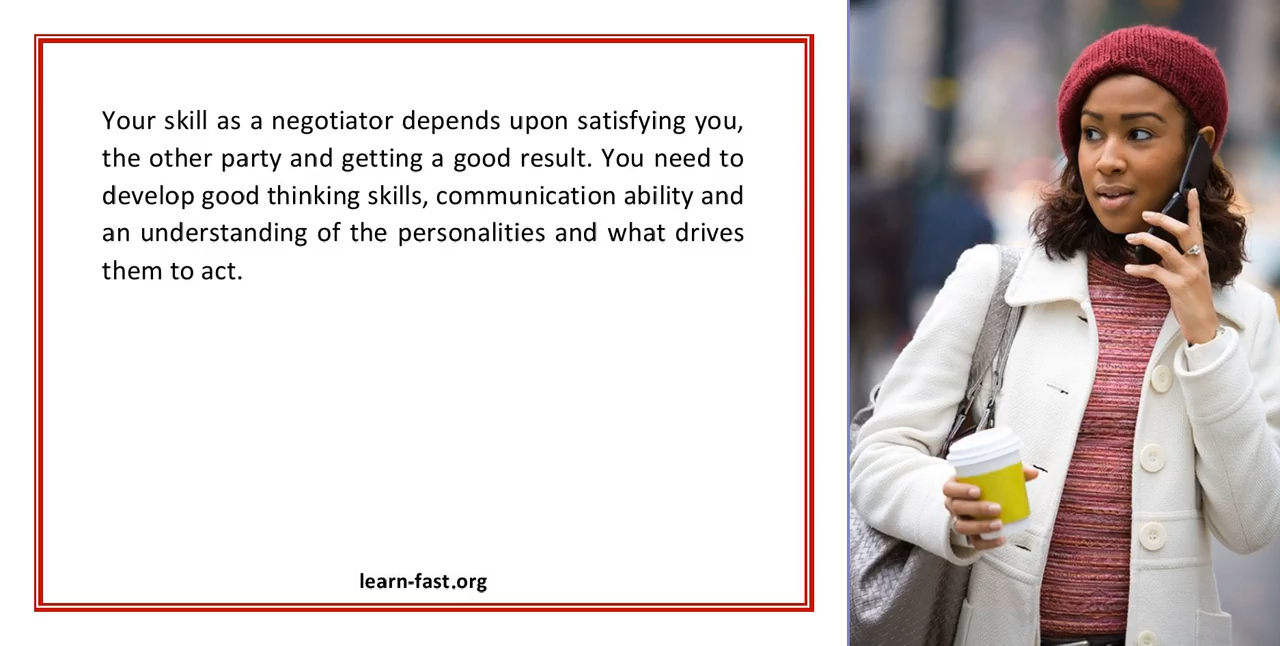 Your skill as a negotiator depends upon satisfying you,
the other party and getting a good result. You need to
develop good thinking skills, communication ability and
an understanding of the personalities and what drives
them to act.
learn-fast.org